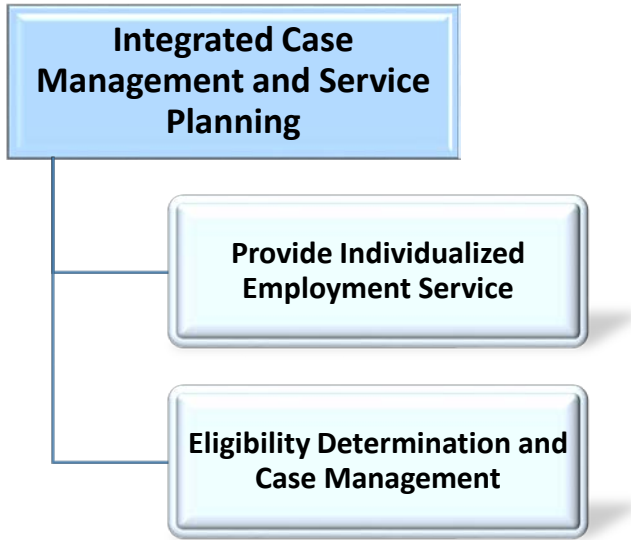 Integrated Case
Management and Service
Planning
Provide Individualized
Employment Service
Eligibility Determination and
Case Management